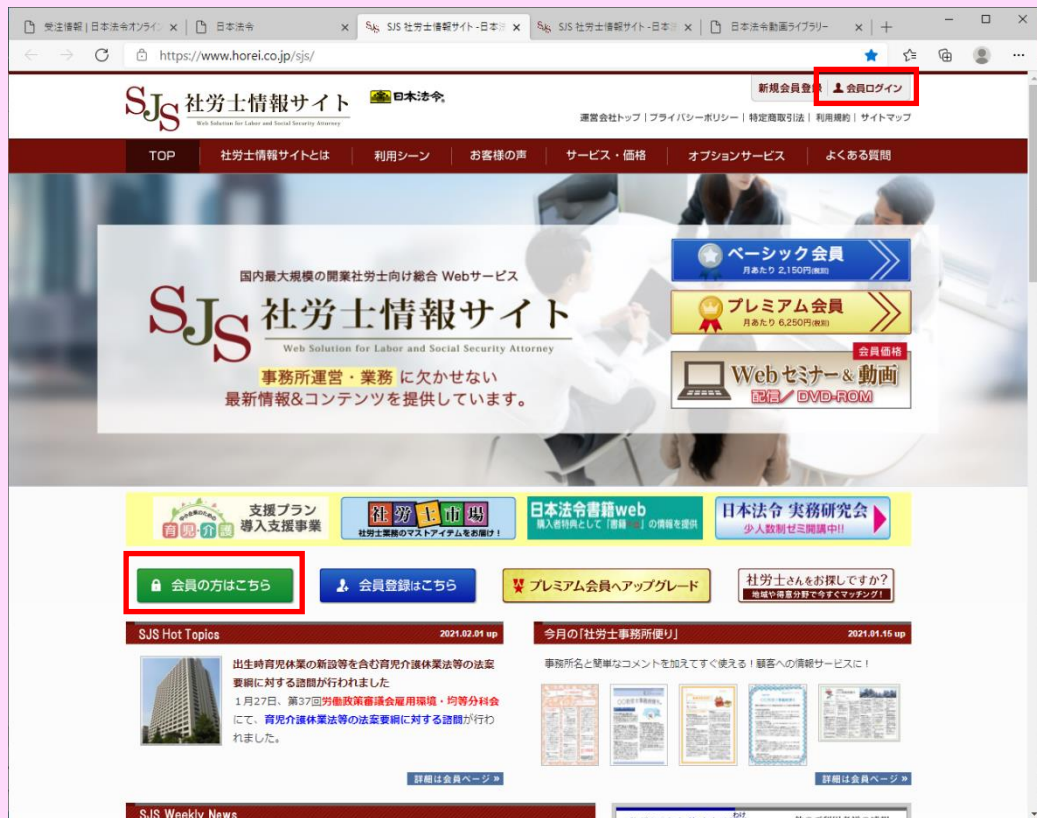 受注情報 | 日本法令オンライン
日本法令
SJS 社労士情報サイト - 日本法
SJS 社労士情報サイト - 日本法
日本法令動画ライブラリー
https://www.horei.co.jp/sjs/
SJS 社労士情報サイト
Web Solution for Labor and Social Security Attorney
日本法令®
新規会員登録
会員ログイン
運営会社トップ | プライバシーポリシー | 特定商取引法 | 利用規約 | サイトマップ
TOP
社労士情報サイトとは
利用シーン
お客様の声
サービス・価格
オプションサービス
よくある質問
国内最大規模の開業社労士向け総合 Webサービス
SJS 社労士情報サイト
Web Solution for Labor and Social Security Attorney
事務所運営・業務 に欠かせない
最新情報&コンテンツを提供しています。
ベーシック会員
月あたり 2,150円(税別)
プレミアム会員
月あたり 6,250円(税別)
会員価格
Webセミナー&動画
配信/DVD-ROM
育児・介護
支援プラン
導入支援事業
社労士市場
社労士業務のマストアイテムをお届け!
日本法令書籍web
購入者特典として「書籍web」の情報を提供
日本法令 実務研究会
少人数制ゼミ開講中!!
会員の方はこちら
会員登録はこちら
プレミアム会員へアップグレード
社労士さんをお探しですか?
地域や得意分野で今すぐマッチング!
SJS Hot Topics
2021.02.01 up
出生時育児休業の新設等を含む育児介護休業法等の法案
要綱に対する諮問が行われました
1月27日、第37回労働政策審議会雇用環境・均等分科会
にて、育児介護休業法等の法案要綱に対する諮問が行わ
れました。
詳細は会員ページ »
今月の「社労士事務所便り」
2021.01.15 up
事務所名と簡単なコメントを加えてすぐ使える!顧客への情報サービスに!
詳細は会員ページ »
SJS Weekly News